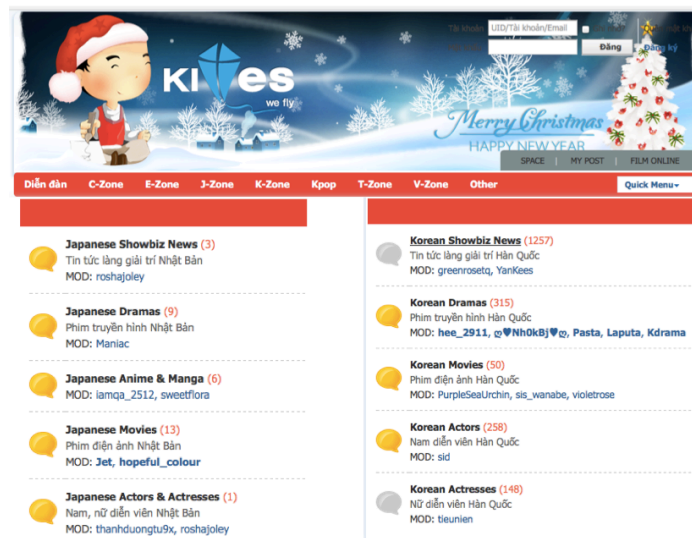 Tài khoản UID/Tài khoản/Email
Đăng Đăng ký
KITES
we fly
Merry Christmas
HAPPY NEW YEAR
SPACE | MY POST | FILM ONLINE
Diễn đàn C-Zone E-Zone J-Zone K-Zone Kpop T-Zone V-Zone Other Quick Menu
Japanese Showbiz News (3)
Tin tức làng giải trí Nhật Bản
MOD: roshajoley
Japanese Dramas (9)
Phim truyền hình Nhật Bản
MOD: Maniac
Japanese Anime & Manga (6)
MOD: iamqa_2512, sweetflora
Japanese Movies (13)
Phim điện ảnh Nhật Bản
MOD: Jet, hopeful_colour
Japanese Actors & Actresses (1)
Nam, nữ diễn viên Nhật Bản
MOD: thanhduongtu9x, roshajoley
Korean Showbiz News (1257)
Tin tức làng giải trí Hàn Quốc
MOD: greenrosetq, YanKees
Korean Dramas (315)
Phim truyền hình Hàn Quốc
MOD: hee_2911, ღ♥Nh0kBj♥ღ, Pasta, Laputa, Kdrama
Korean Movies (50)
Phim điện ảnh Hàn Quốc
MOD: PurpleSeaUrchin, sis_wanabe, violetrose
Korean Actors (258)
Nam diễn viên Hàn Quốc
MOD: sid
Korean Actresses (148)
Nữ diễn viên Hàn Quốc
MOD: tieunien